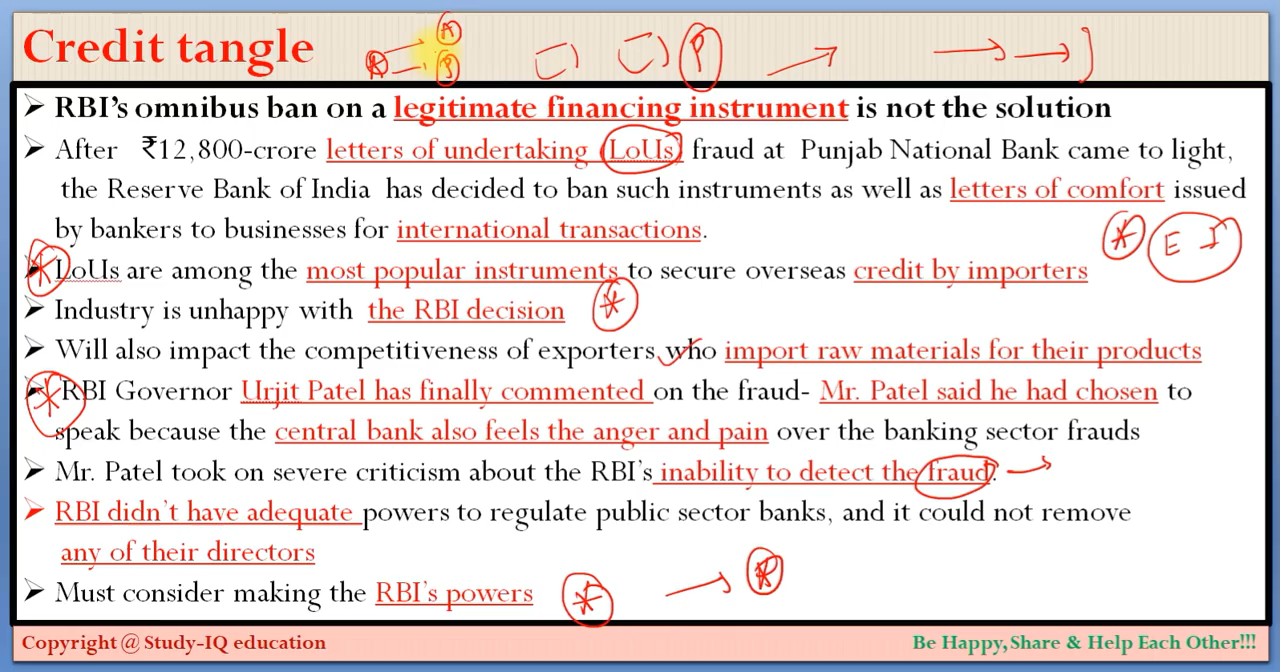 Credit tangle
A
R
P
P
➤ RBI's omnibus ban on a legitimate financing instrument is not the solution
➤ After ₹12,800-crore letters of undertaking (LoUs) fraud at Punjab National Bank came to light,
the Reserve Bank of India has decided to ban such instruments as well as letters of comfort issued
by bankers to businesses for international transactions.
E I
➤ LoUs are among the most popular instruments to secure overseas credit by importers
➤ Industry is unhappy with the RBI decision
➤ Will also impact the competitiveness of exporters who import raw materials for their products
➤ RBI Governor Urjit Patel has finally commented on the fraud- Mr. Patel said he had chosen to
speak because the central bank also feels the anger and pain over the banking sector frauds
➤ Mr. Patel took on severe criticism about the RBI's inability to detect the fraud.
➤ RBI didn't have adequate powers to regulate public sector banks, and it could not remove
any of their directors
➤ Must consider making the RBI's powers
Copyright @ Study-IQ education
Be Happy,Share & Help Each Other!!!